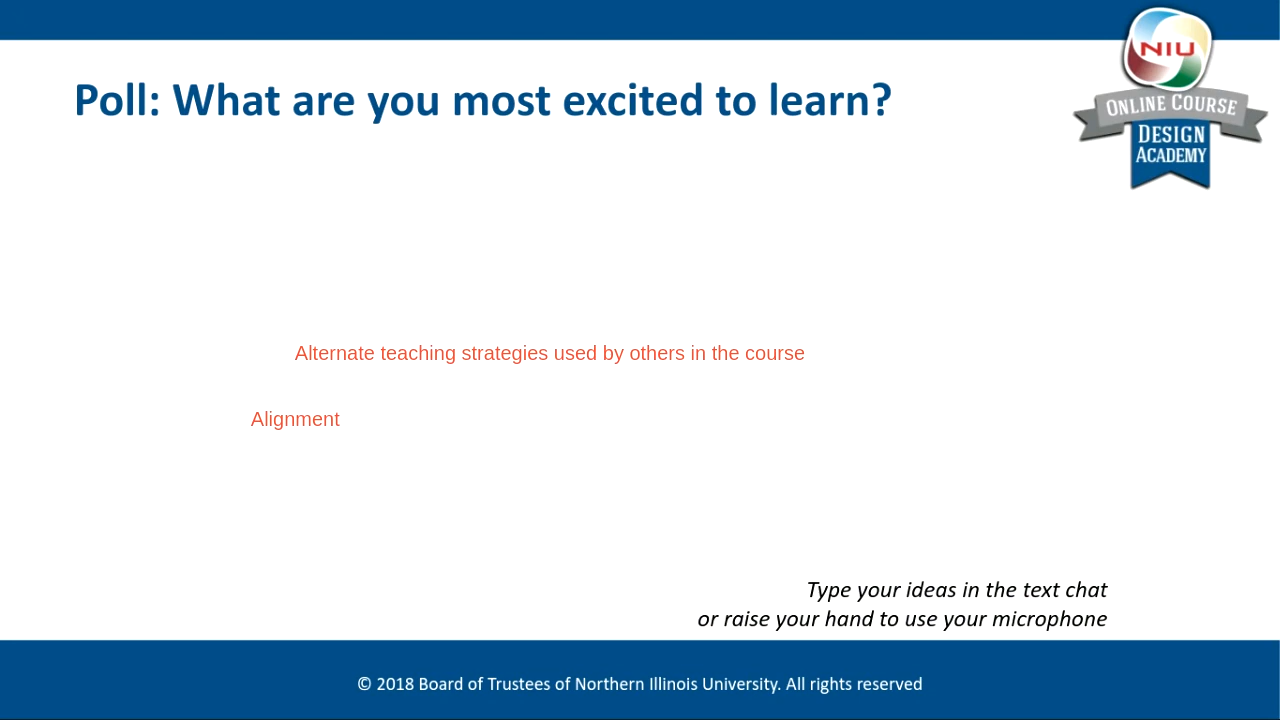 NIU
ONLINE COURSE
DESIGN
ACADEMY
Poll: What are you most excited to learn?
Alternate teaching strategies used by others in the course
Alignment
Type your ideas in the text chat
or raise your hand to use your microphone
© 2018 Board of Trustees of Northern Illinois University. All rights reserved